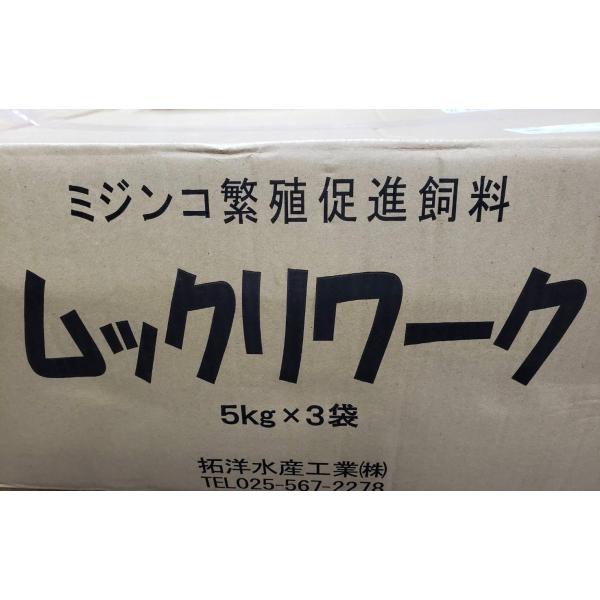 ミジンコ繁殖促進飼料
ムックリワーク
5kg×3袋
拓洋水産工業㈱
TEL025-567-2278